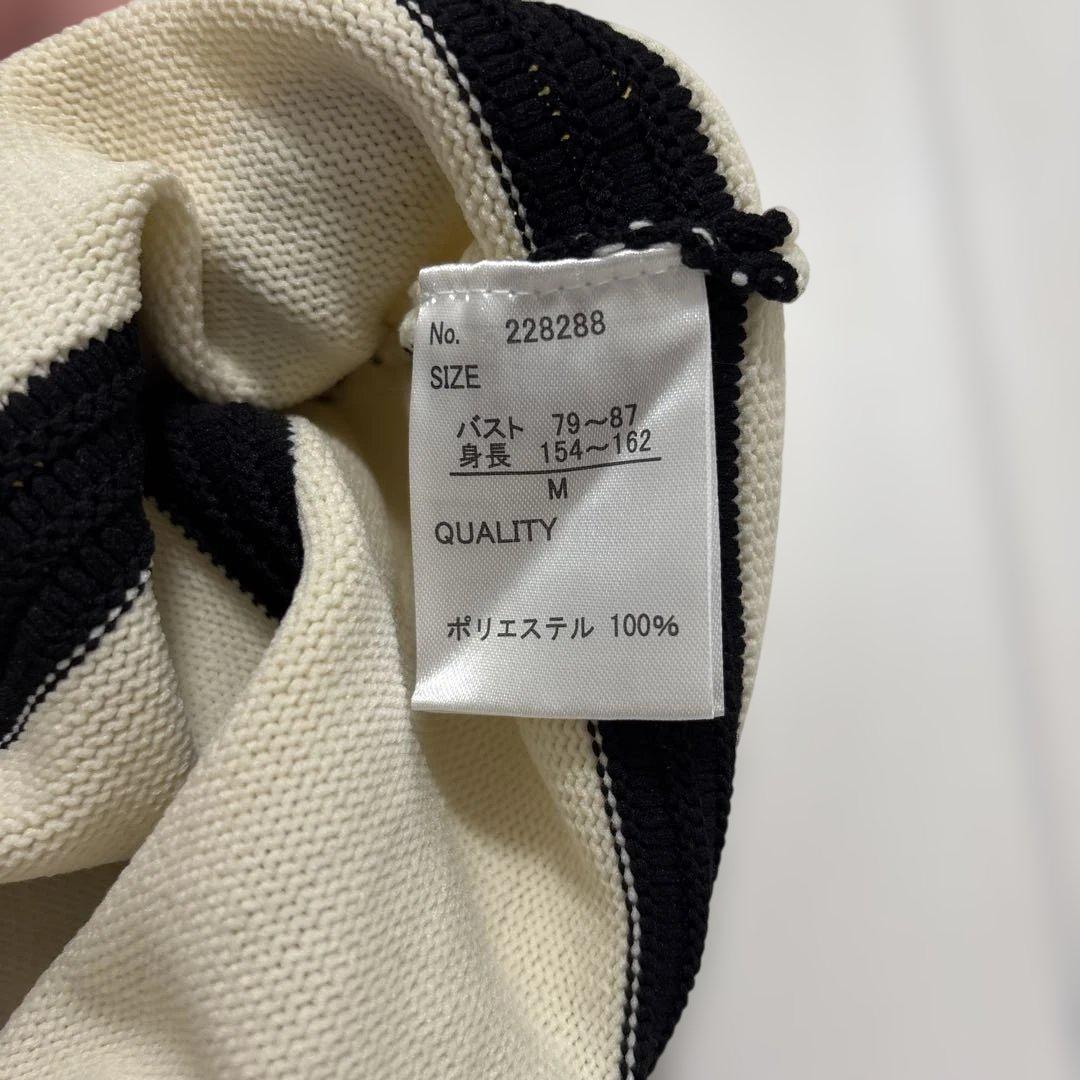 No. 228288
SIZE
バスト 79～87
身長 154～162
M
QUALITY
ポリエステル 100%